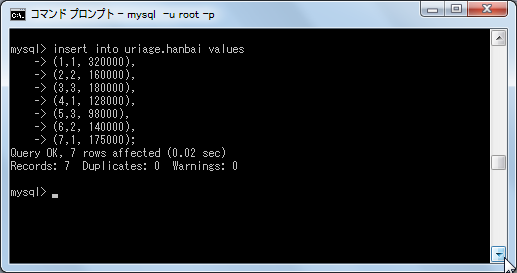 コマンド プロンプト - mysql -u root -p
mysql> insert into uriage.hanbai values
-> (1,1, 320000),
-> (2,2, 160000),
-> (3,3, 180000),
-> (4,1, 128000),
-> (5,3, 98000),
-> (6,2, 140000),
-> (7,1, 175000);
Query OK, 7 rows affected (0.02 sec)
Records: 7  Duplicates: 0  Warnings: 0
mysql>